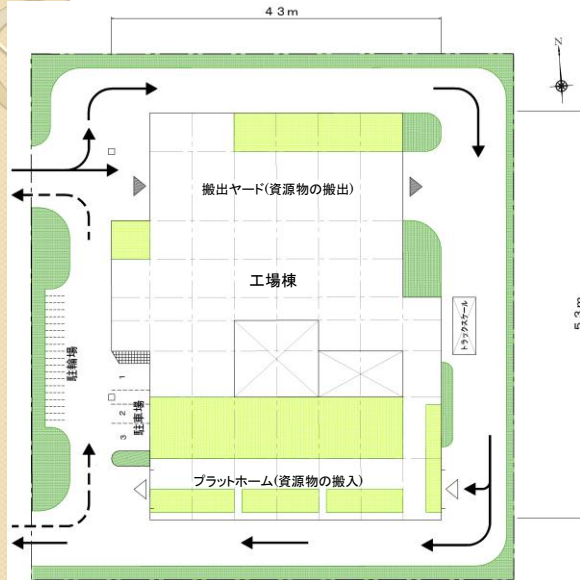 43m
N
搬出ヤード(資源物の搬出)
工場棟
トラックスケール
53m
駐輪場
1
2
3
駐車場
プラットホーム(資源物の搬入)